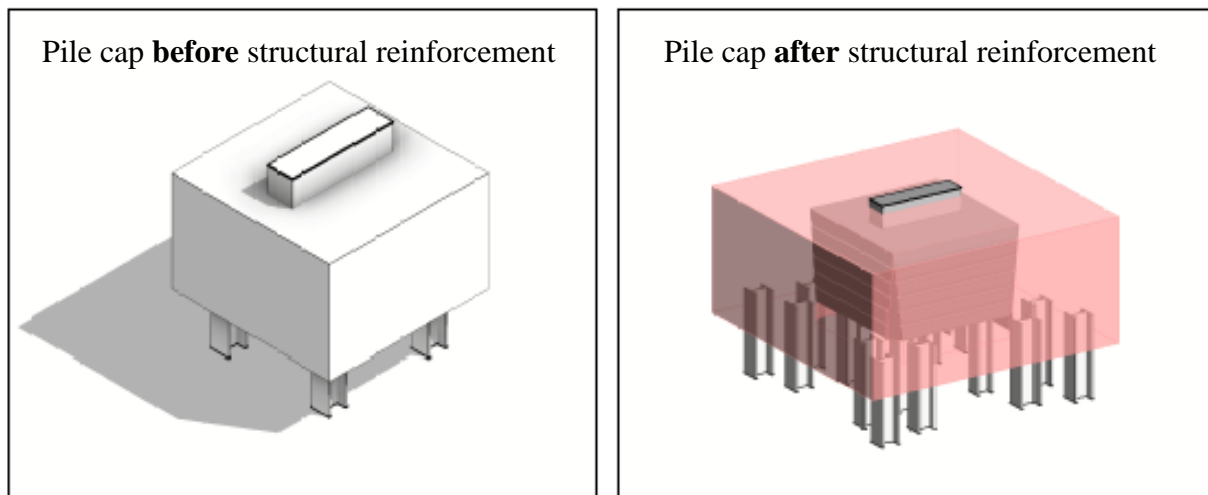 Pile cap before structural reinforcement
Pile cap after structural reinforcement